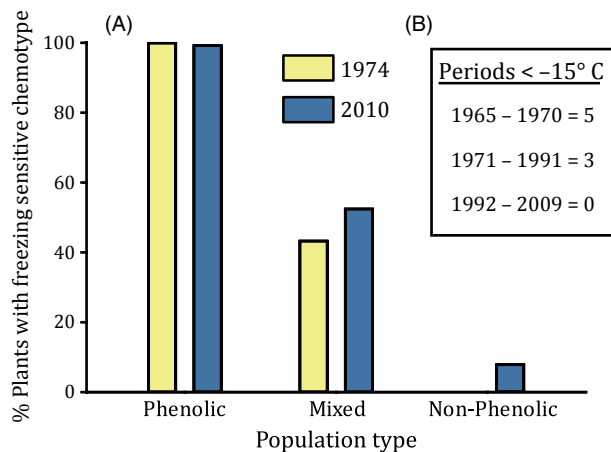 (A)
(B)
% Plants with freezing sensitive chemotype
100
80
60
40
20
0
1974
2010
Periods < –15° C
1965 – 1970 = 5
1971 – 1991 = 3
1992 – 2009 = 0
Phenolic Mixed Non-Phenolic
Population type